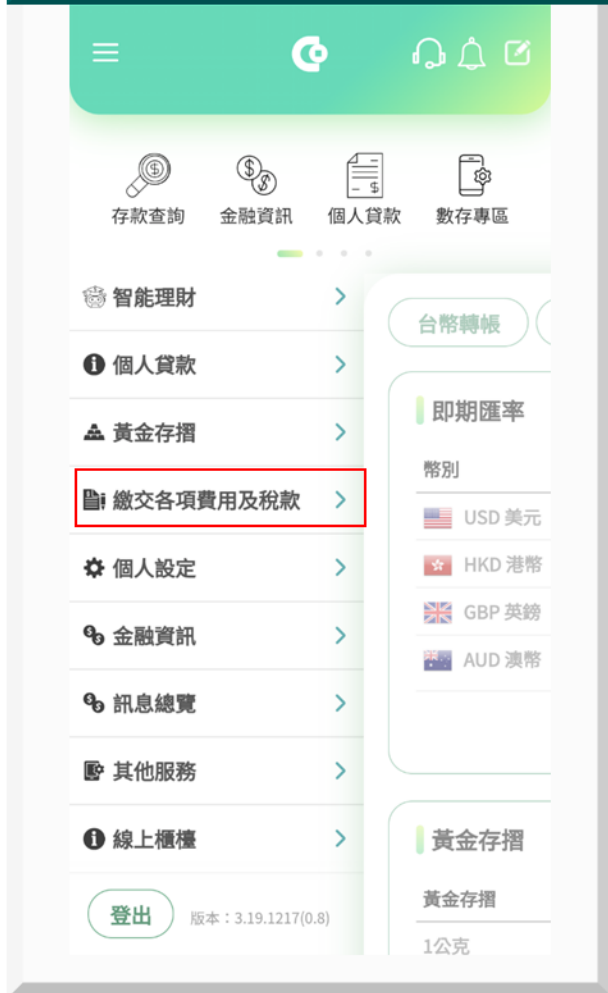 存款查詢 金融資訊 個人貸款 數存專區
智能理財
個人貸款
黃金存摺
繳交各項費用及稅款
個人設定
金融資訊
訊息總覽
其他服務
線上櫃檯
登出 版本：3.19.1217(0.8)
台幣轉帳
即期匯率
幣別
USD 美元
HKD 港幣
GBP 英鎊
AUD 澳幣
黃金存摺
黃金存摺
1公克